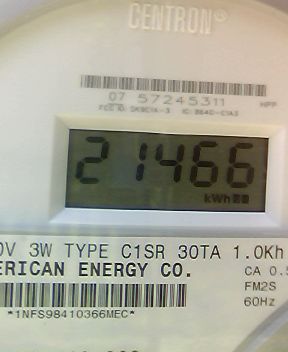 CENTRON®
07 57245311 HPP
21466
kWh
0V 3W TYPE C1SR 30TA 1.0Kh
ERICAN ENERGY CO.
CA 0.5
FM2S
60Hz
*1NFS98410366MEC*